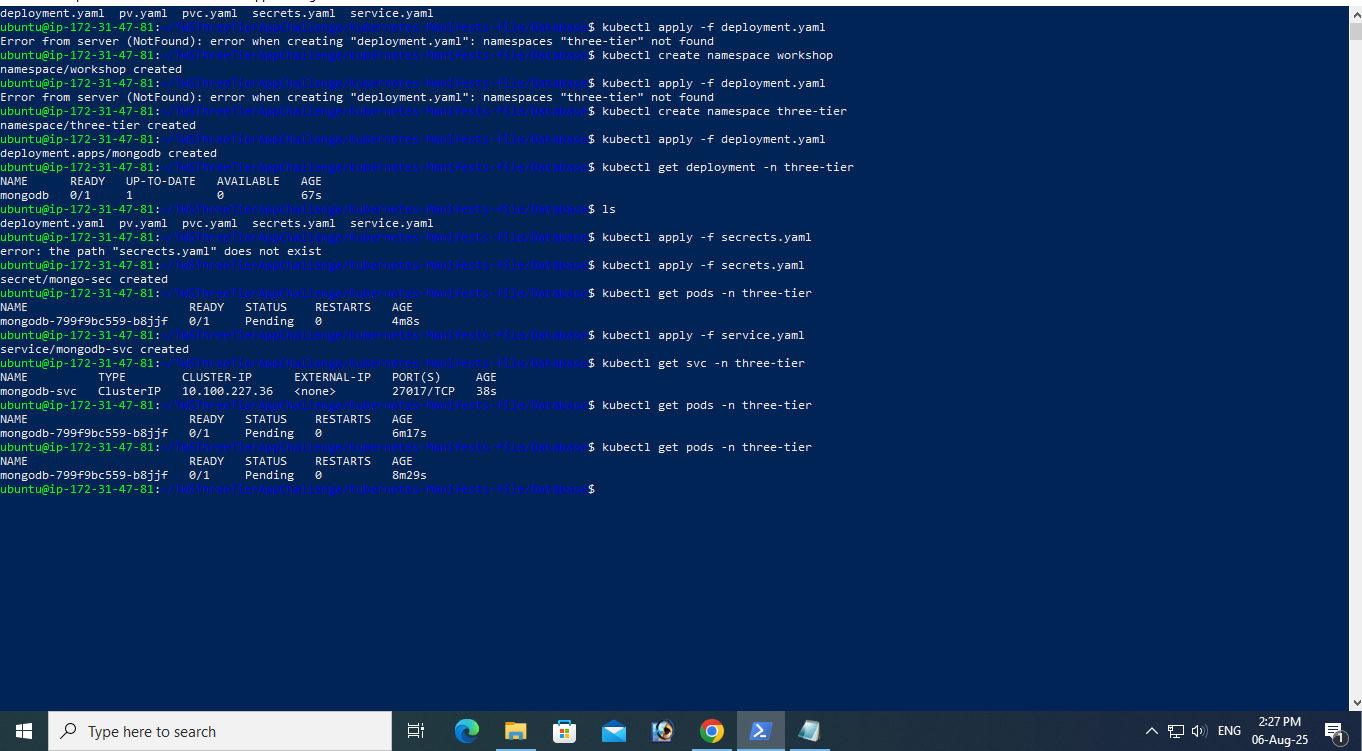 deployment.yaml  pv.yaml  pvc.yaml  secrets.yaml  service.yaml
ubuntu@ip-172-31-47-81: $ kubectl apply -f deployment.yaml
Error from server (NotFound): error when creating "deployment.yaml": namespaces "three-tier" not found
ubuntu@ip-172-31-47-81: $ kubectl create namespace workshop
namespace/workshop created
ubuntu@ip-172-31-47-81: $ kubectl apply -f deployment.yaml
Error from server (NotFound): error when creating "deployment.yaml": namespaces "three-tier" not found
ubuntu@ip-172-31-47-81: $ kubectl create namespace three-tier
namespace/three-tier created
ubuntu@ip-172-31-47-81: $ kubectl apply -f deployment.yaml
deployment.apps/mongodb created
ubuntu@ip-172-31-47-81: $ kubectl get deployment -n three-tier
NAME      READY   UP-TO-DATE   AVAILABLE   AGE
mongodb   0/1     1            0           67s
ubuntu@ip-172-31-47-81: $ ls
deployment.yaml  pv.yaml  pvc.yaml  secrets.yaml  service.yaml
ubuntu@ip-172-31-47-81: $ kubectl apply -f secrects.yaml
error: the path "secrects.yaml" does not exist
ubuntu@ip-172-31-47-81: $ kubectl apply -f secrets.yaml
secret/mongo-sec created
ubuntu@ip-172-31-47-81: $ kubectl get pods -n three-tier
NAME                       READY   STATUS    RESTARTS   AGE
mongodb-799f9bc559-b8jjf   0/1     Pending   0          4m8s
ubuntu@ip-172-31-47-81: $ kubectl apply -f service.yaml
service/mongodb-svc created
ubuntu@ip-172-31-47-81: $ kubectl get svc -n three-tier
NAME          TYPE        CLUSTER-IP      EXTERNAL-IP   PORT(S)     AGE
mongodb-svc   ClusterIP   10.100.227.36   <none>        27017/TCP   38s
ubuntu@ip-172-31-47-81: $ kubectl get pods -n three-tier
NAME                       READY   STATUS    RESTARTS   AGE
mongodb-799f9bc559-b8jjf   0/1     Pending   0          6m17s
ubuntu@ip-172-31-47-81: $ kubectl get pods -n three-tier
NAME                       READY   STATUS    RESTARTS   AGE
mongodb-799f9bc559-b8jjf   0/1     Pending   0          8m29s
ubuntu@ip-172-31-47-81: $
Type here to search
ENG
2:27 PM
06-Aug-25
1